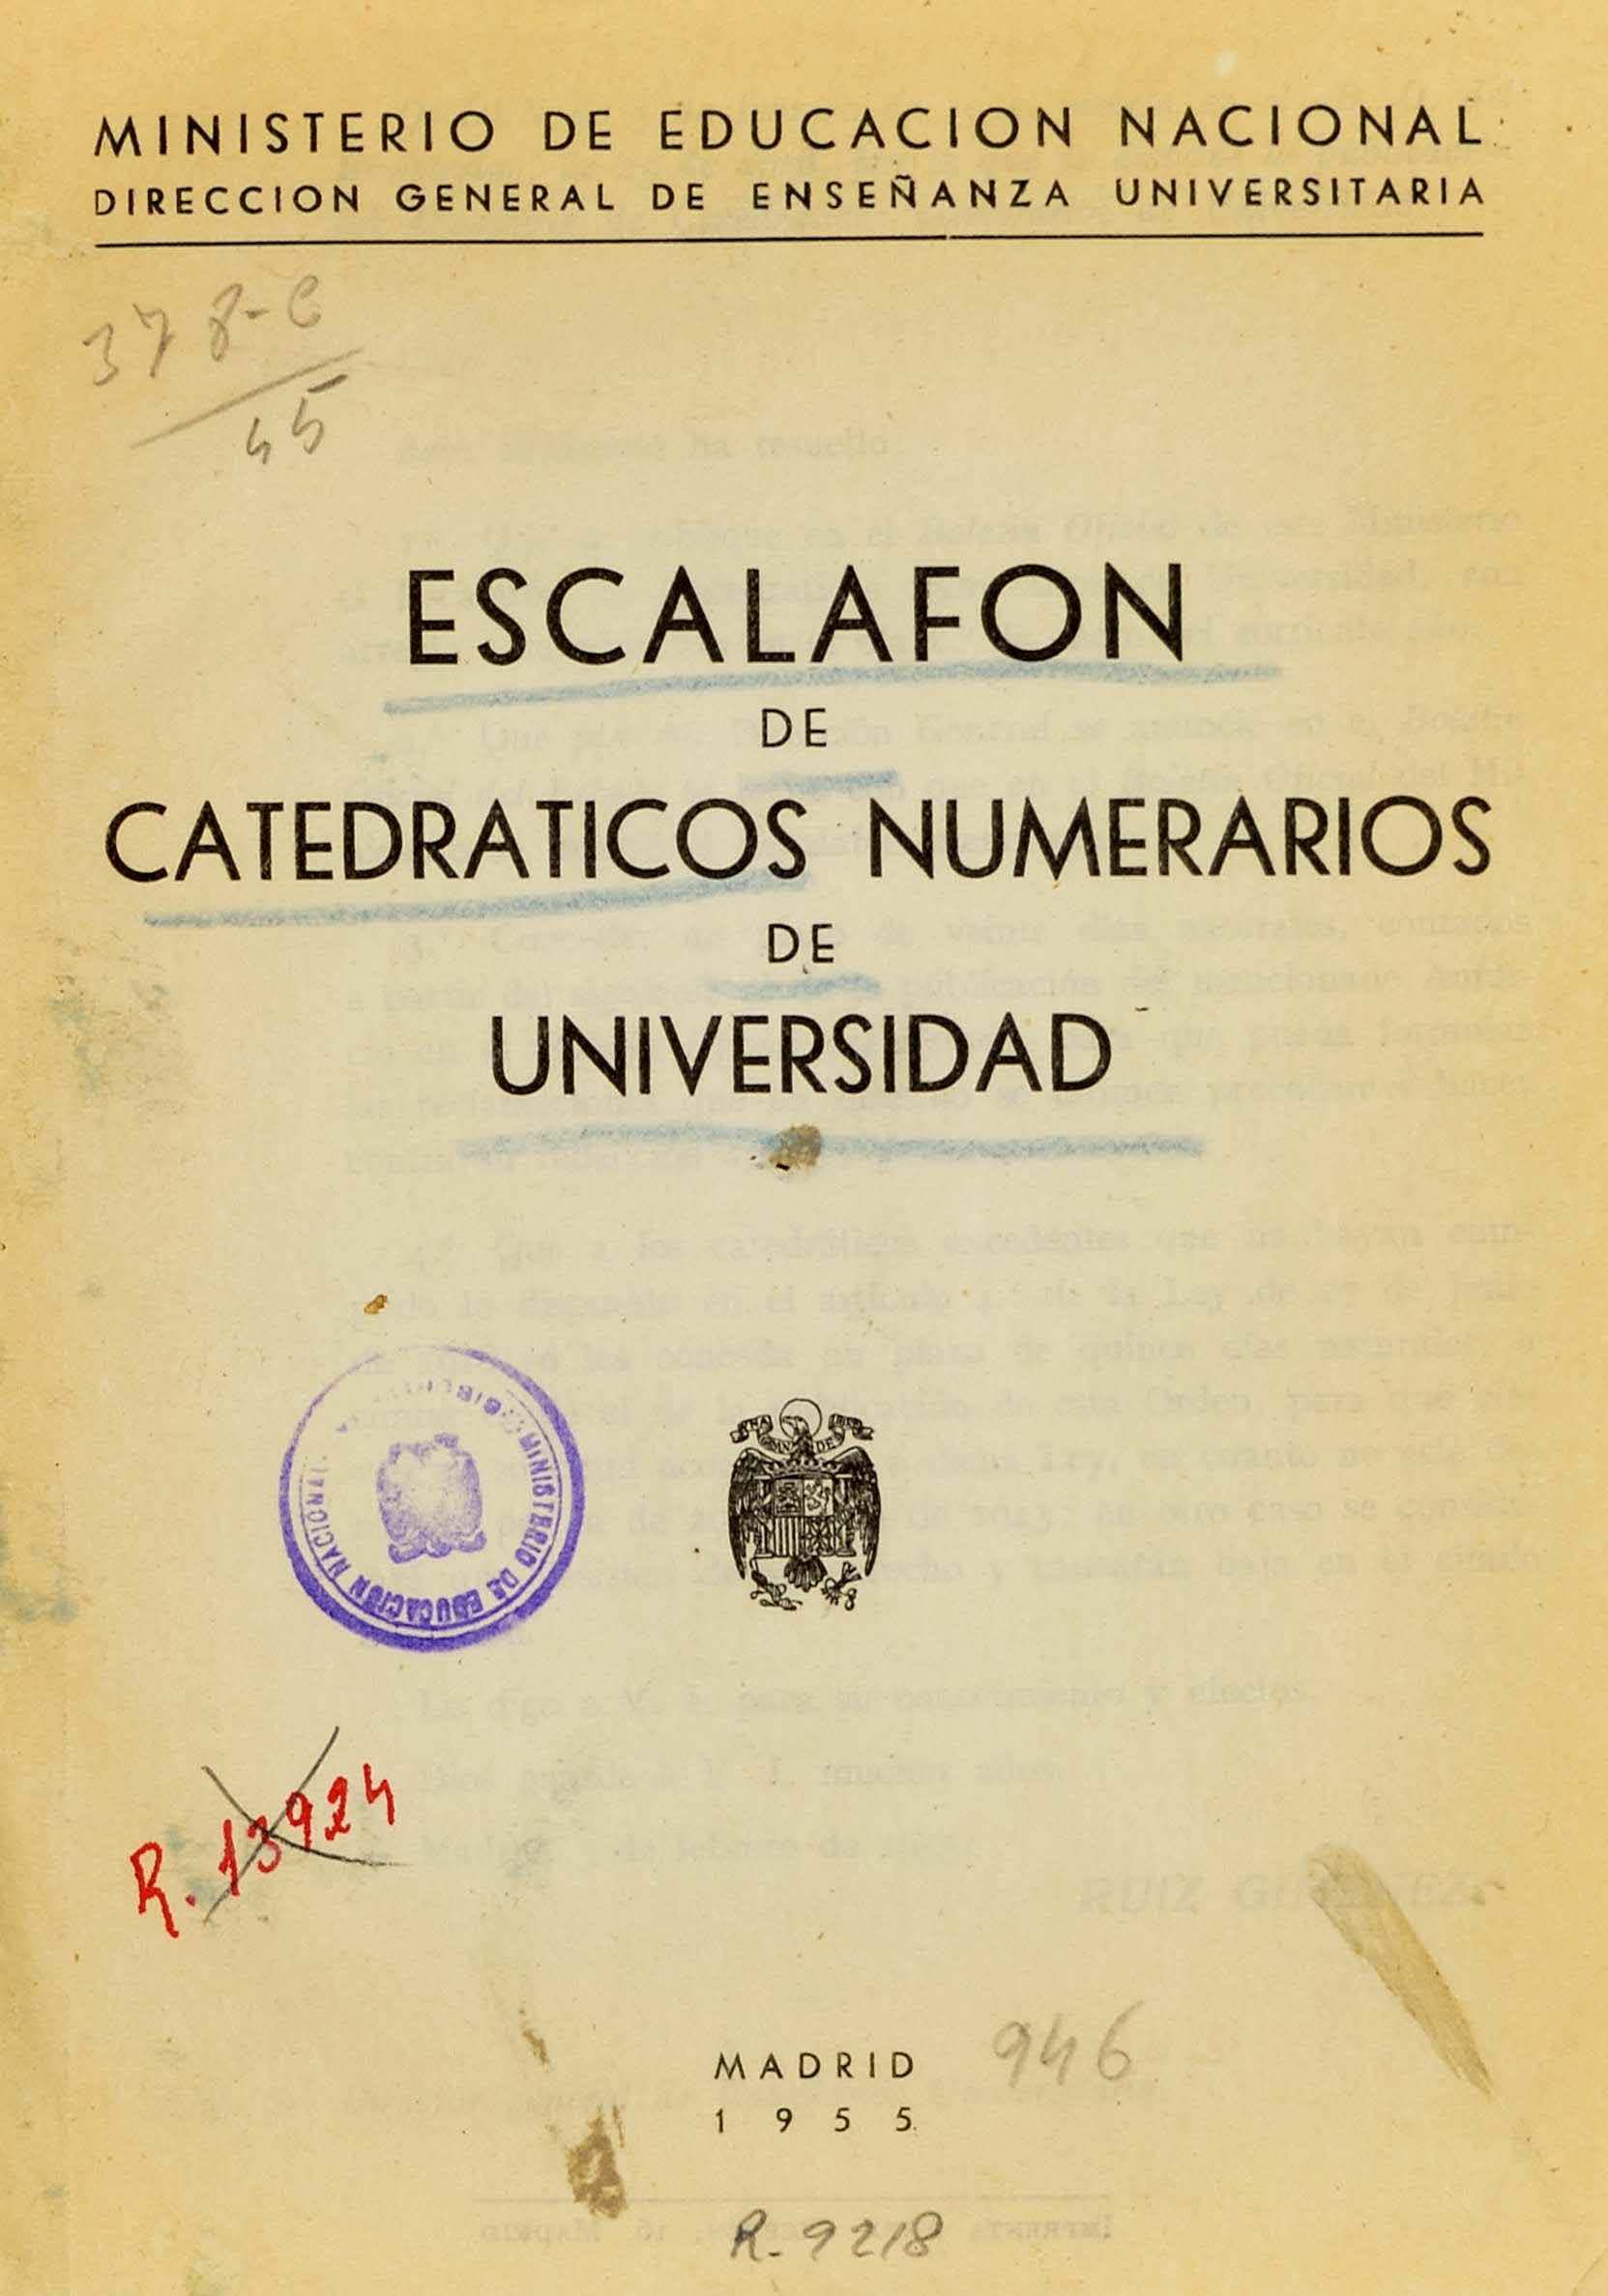 MINISTERIO DE EDUCACION NACIONAL
DIRECCION GENERAL DE ENSEÑANZA UNIVERSITARIA
378-C
45
ESCALAFON
DE
CATEDRATICOS NUMERARIOS
DE
UNIVERSIDAD
MINISTERIO DE EDUCACION NACIONAL
R. 13924
MADRID
946
1955
R-9218